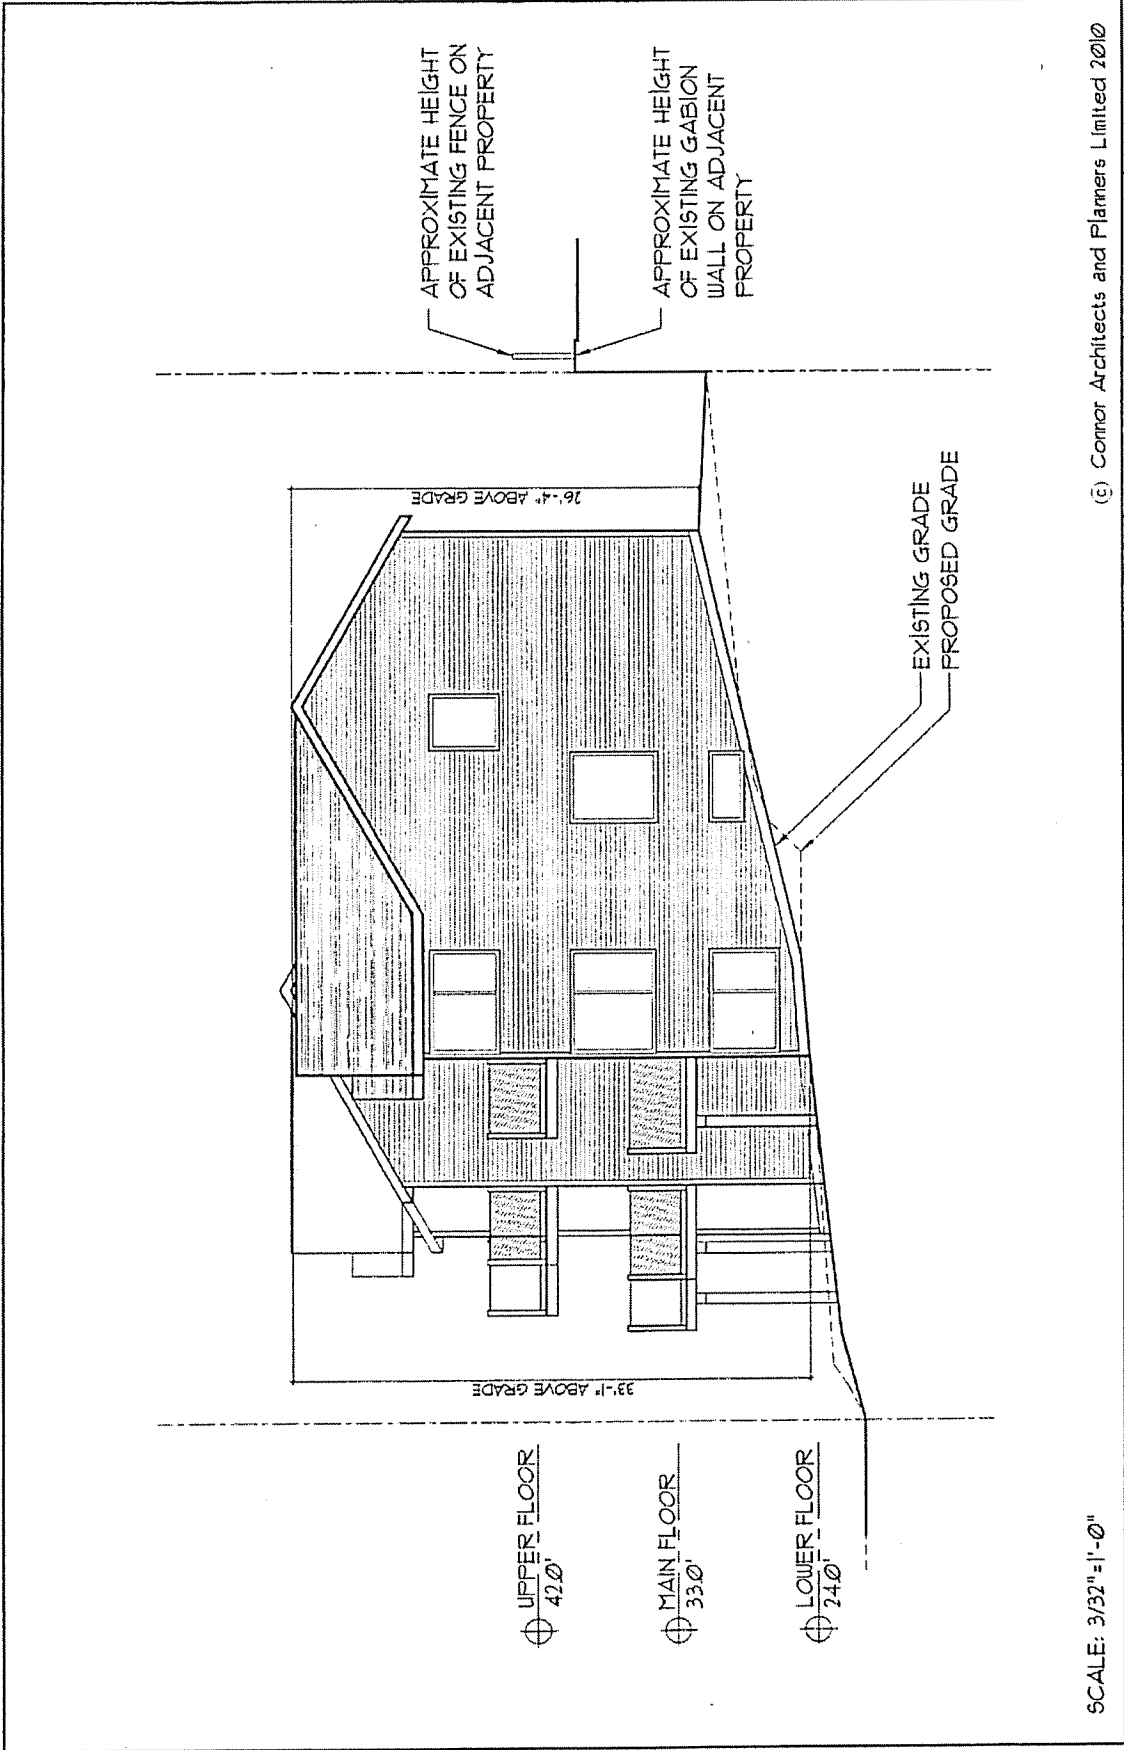 APPROXIMATE HEIGHT
OF EXISTING FENCE ON
ADJACENT PROPERTY
APPROXIMATE HEIGHT
OF EXISTING GABION
WALL ON ADJACENT
PROPERTY
UPPER FLOOR
42.0'
MAIN FLOOR
33.0'
LOWER FLOOR
24.0'
33'-1" ABOVE GRADE
26'-4" ABOVE GRADE
EXISTING GRADE
PROPOSED GRADE
SCALE: 3/32"=1'-0"
(c) Connor Architects and Planners Limited 2010